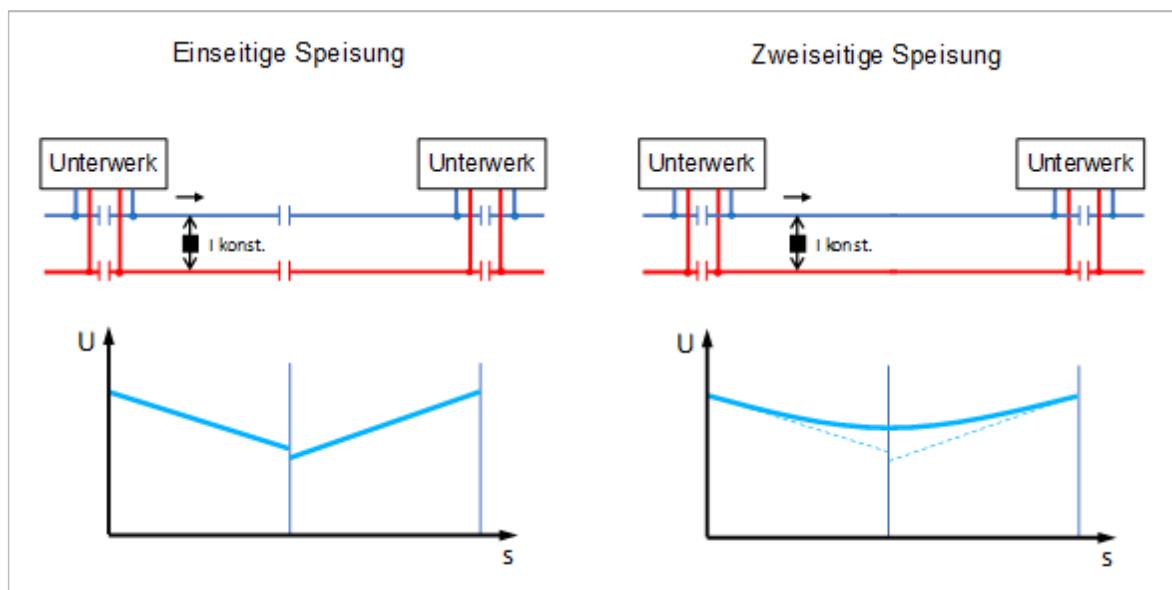 Einseitige Speisung
Zweiseitige Speisung
Unterwerk
Unterwerk
Unterwerk
Unterwerk
I konst.
I konst.
U
U
s
s